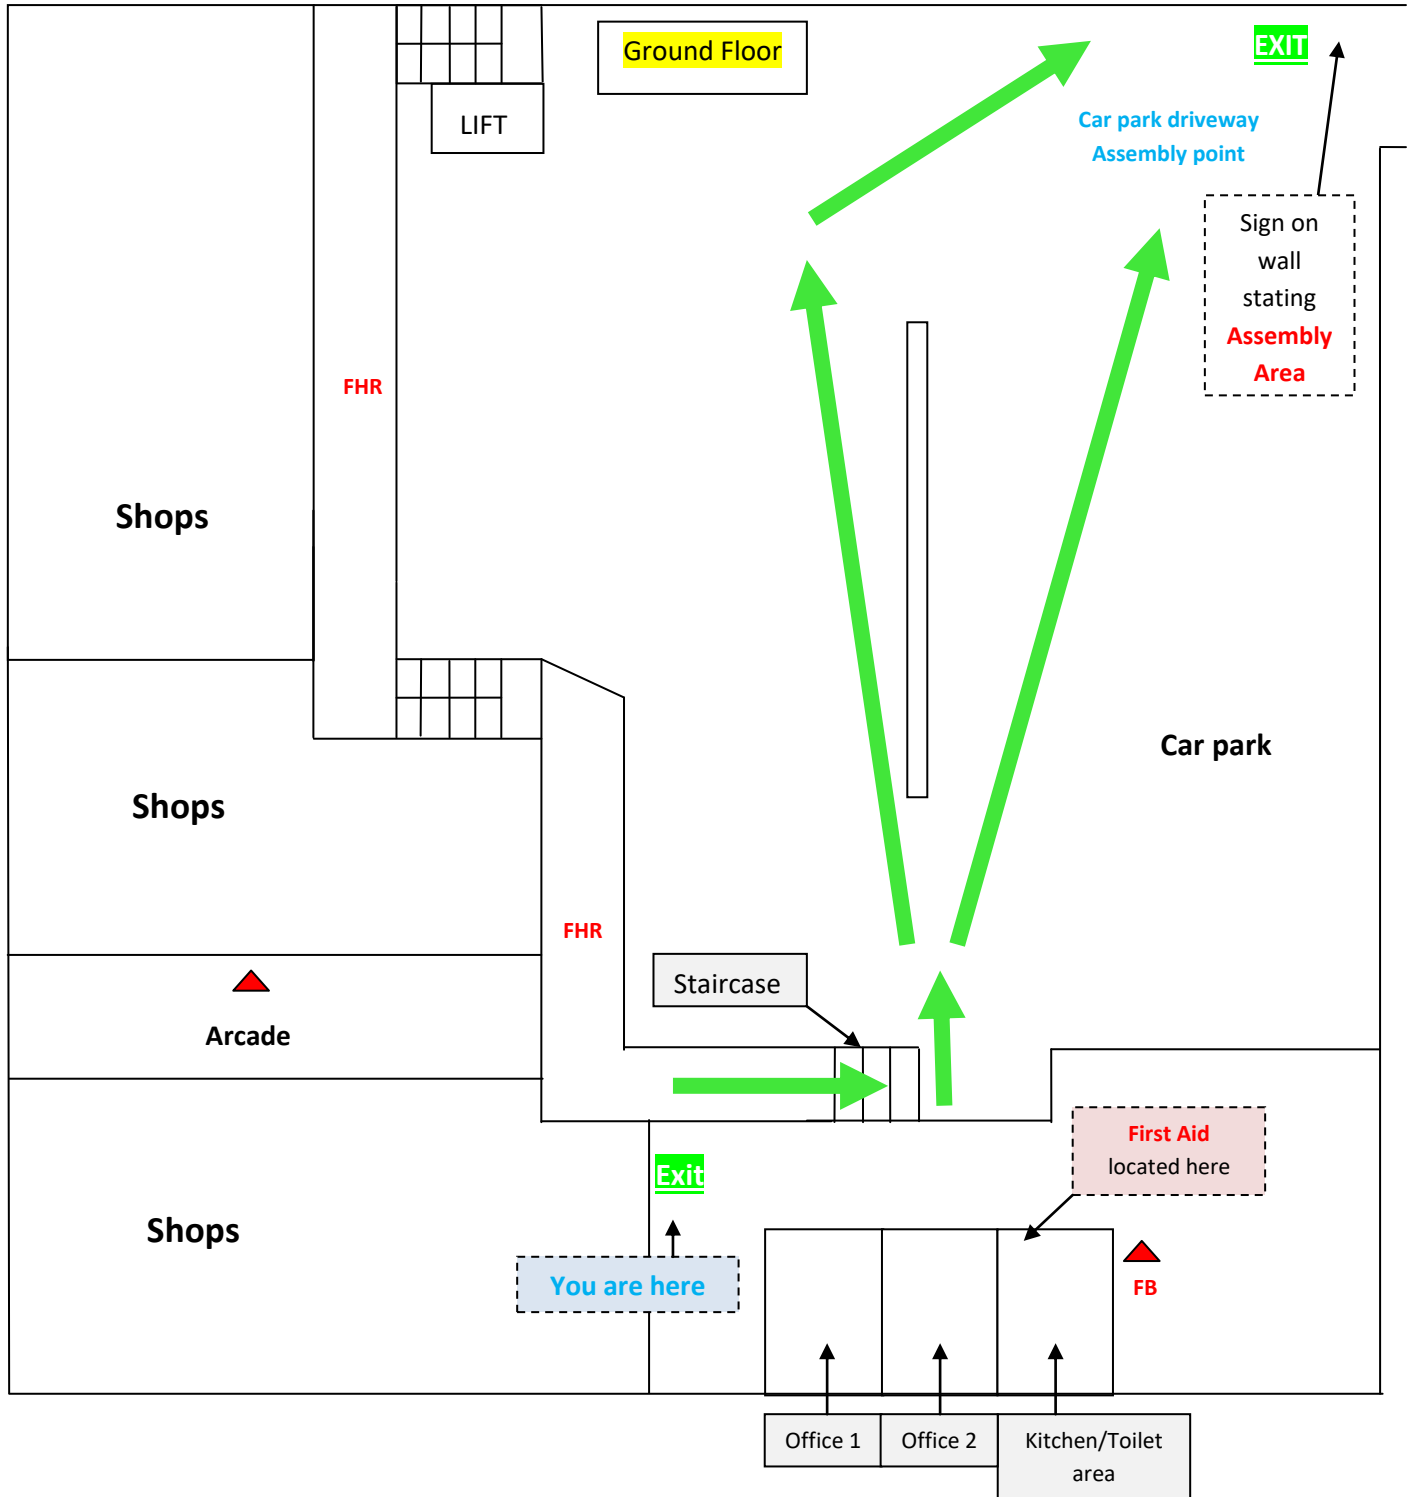 Ground Floor
EXIT
LIFT
Car park driveway
Assembly point
Sign on
wall
stating
Assembly
Area
FHR
Shops
Car park
Shops
FHR
Staircase
Arcade
First Aid
located here
Exit
Shops
You are here
FB
Office 1
Office 2
Kitchen/Toilet
area